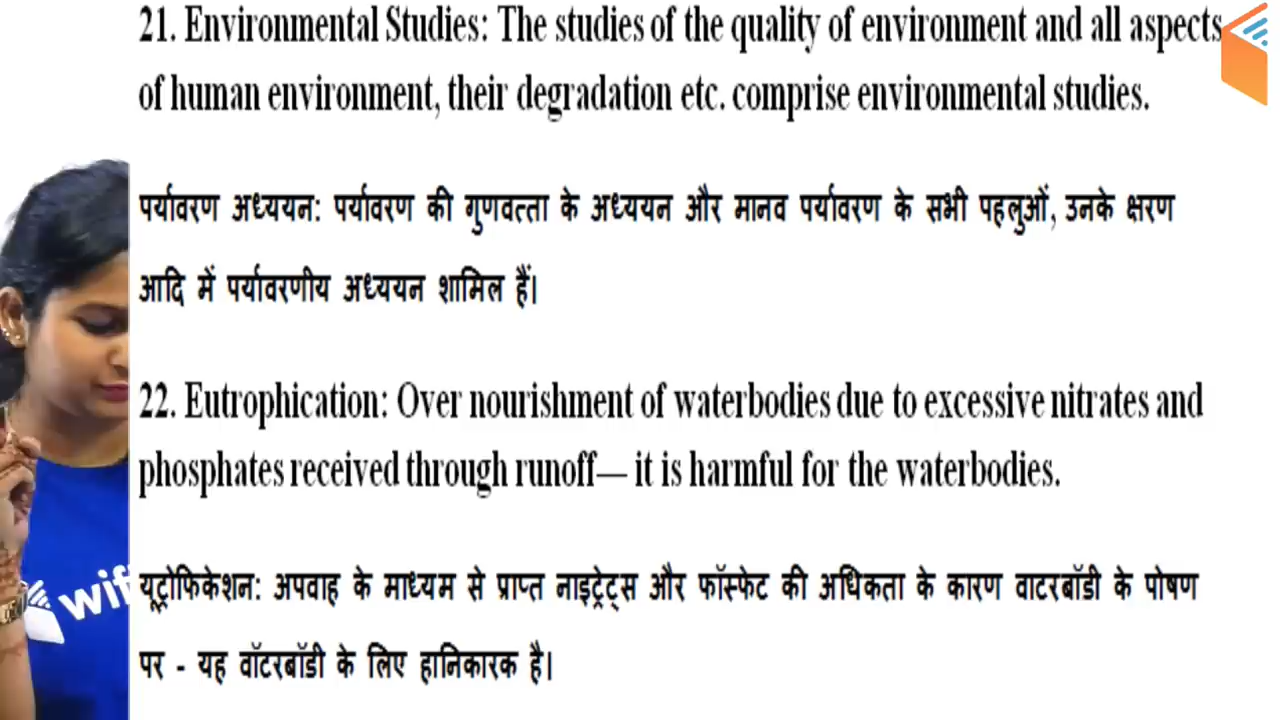 21. Environmental Studies: The studies of the quality of environment and all aspects
of human environment, their degradation etc. comprise environmental studies.
पर्यावरण अध्ययन: पर्यावरण की गुणवत्ता के अध्ययन और मानव पर्यावरण के सभी पहलुओं, उनके क्षरण
आदि में पर्यावरणीय अध्ययन शामिल हैं।
22. Eutrophication: Over nourishment of waterbodies due to excessive nitrates and
phosphates received through runoff— it is harmful for the waterbodies.
यूट्रोफिकेशन: अपवाह के माध्यम से प्राप्त नाइट्रेट्स और फॉस्फेट की अधिकता के कारण वाटरबॉडी के पोषण
पर - यह वॉटरबॉडी के लिए हानिकारक है।
wifi